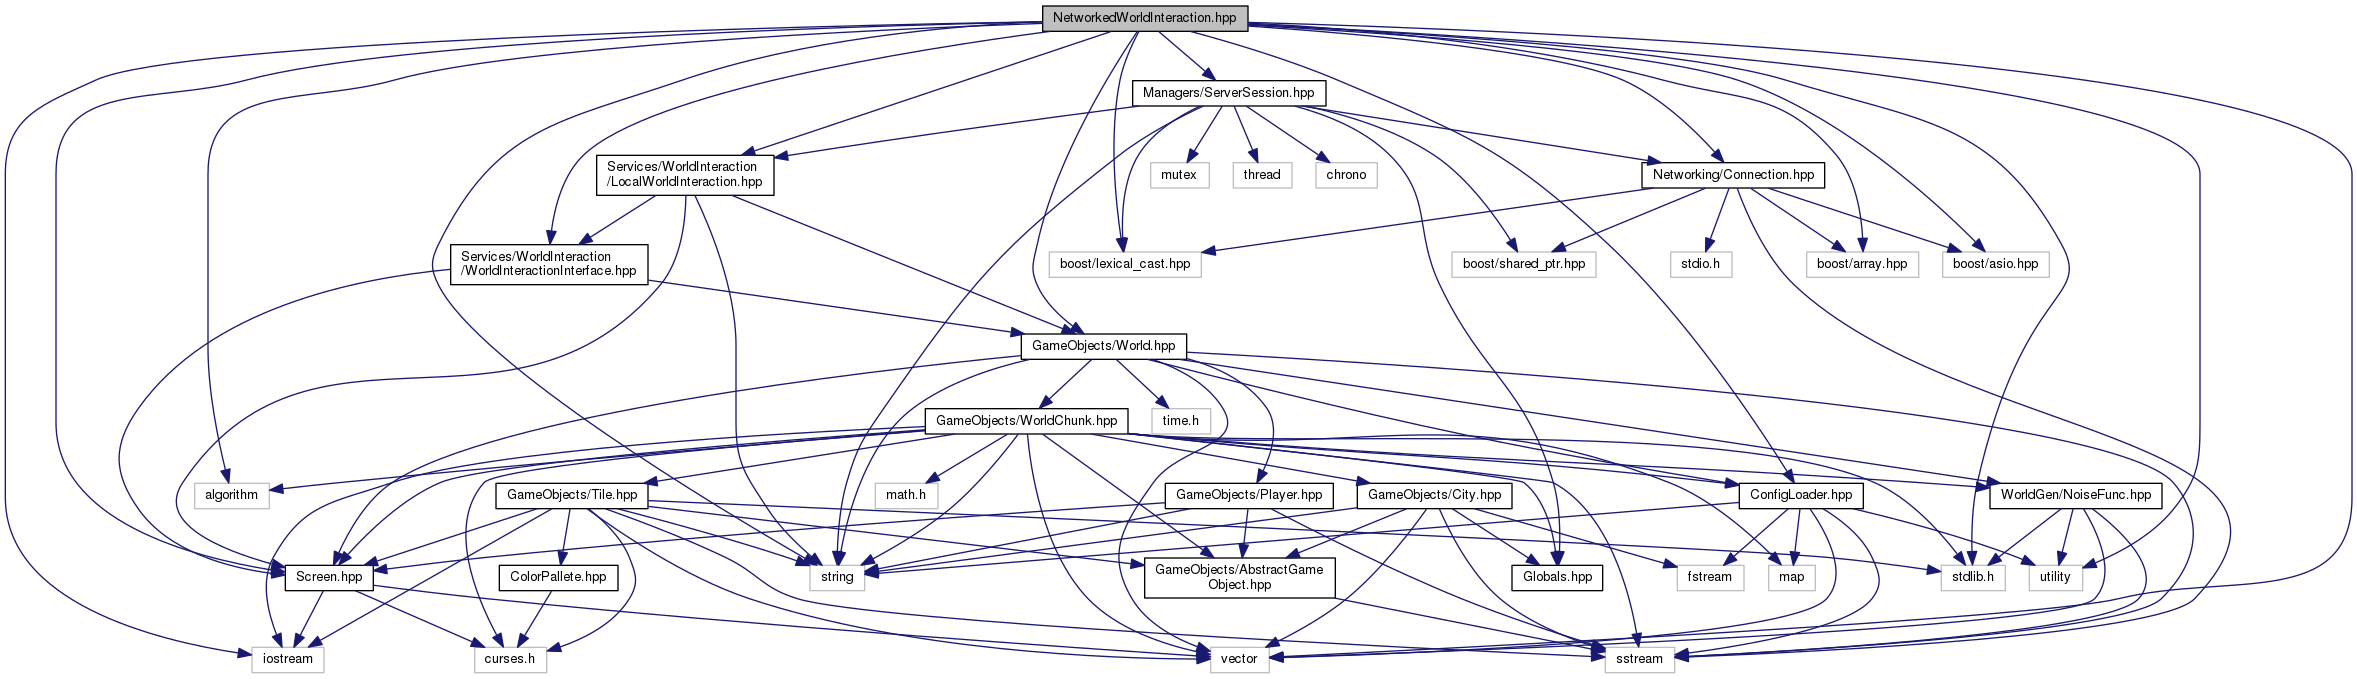 NetworkedWorldInteraction.hpp
Managers/ServerSession.hpp
Services/WorldInteraction
/LocalWorldInteraction.hpp
mutex
thread
chrono
Networking/Connection.hpp
Services/WorldInteraction
/WorldInteractionInterface.hpp
boost/lexical_cast.hpp
boost/shared_ptr.hpp
stdio.h
boost/array.hpp
boost/asio.hpp
GameObjects/World.hpp
GameObjects/WorldChunk.hpp
time.h
algorithm
GameObjects/Tile.hpp
math.h
GameObjects/Player.hpp
GameObjects/City.hpp
ConfigLoader.hpp
WorldGen/NoiseFunc.hpp
Screen.hpp
ColorPallete.hpp
string
GameObjects/AbstractGame
Object.hpp
Globals.hpp
fstream
map
stdlib.h
utility
iostream
curses.h
vector
sstream